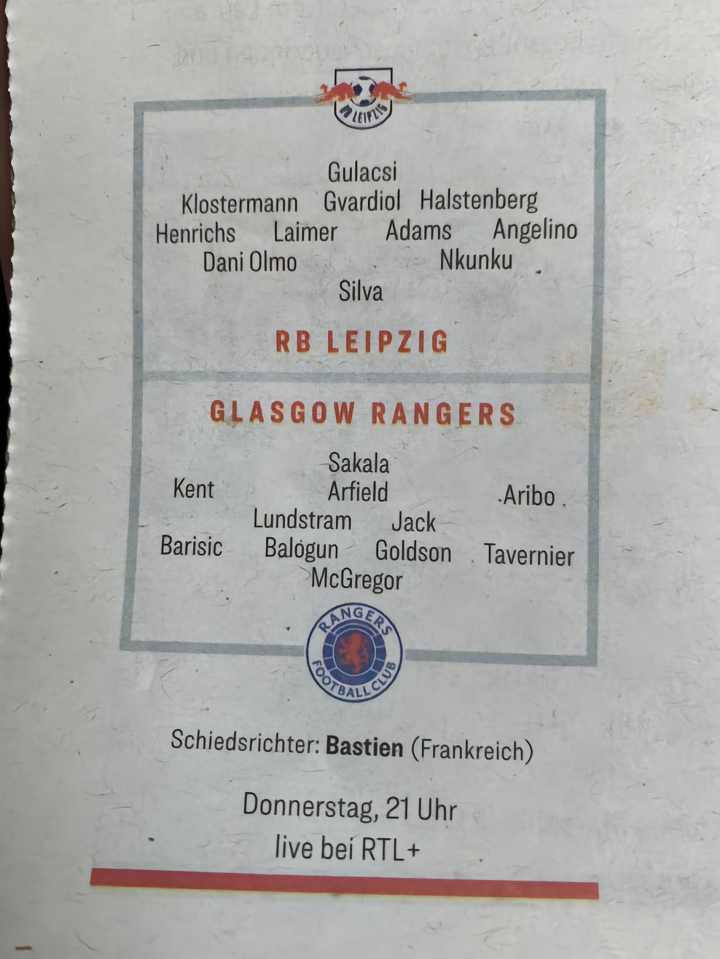 RB LEIPZIG
Gulacsi
Klostermann Gvardiol Halstenberg
Henrichs Laimer Adams Angelino
Dani Olmo Nkunku
Silva
RB LEIPZIG
GLASGOW RANGERS
Sakala
Kent Arfield Aribo
Lundstram Jack
Barisic Balogun Goldson Tavernier
McGregor
RANGERS
FOOTBALL CLUB
Schiedsrichter: Bastien (Frankreich)
Donnerstag, 21 Uhr
live bei RTL+